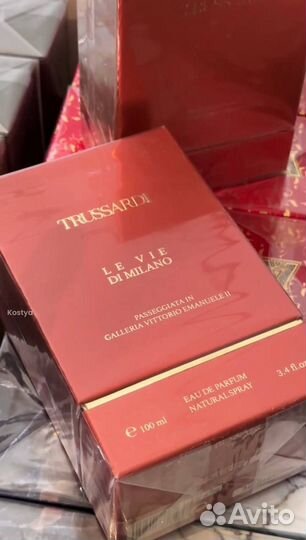 TRUSSARDI
LE VIE
DI MILANO
PASSEGGIATA IN
GALLERIA VITTORIO EMANUELE II
EAU DE PARFUM
NATURAL SPRAY
℮ 100 ml
3.4 fl.oz
Kostya
Avito